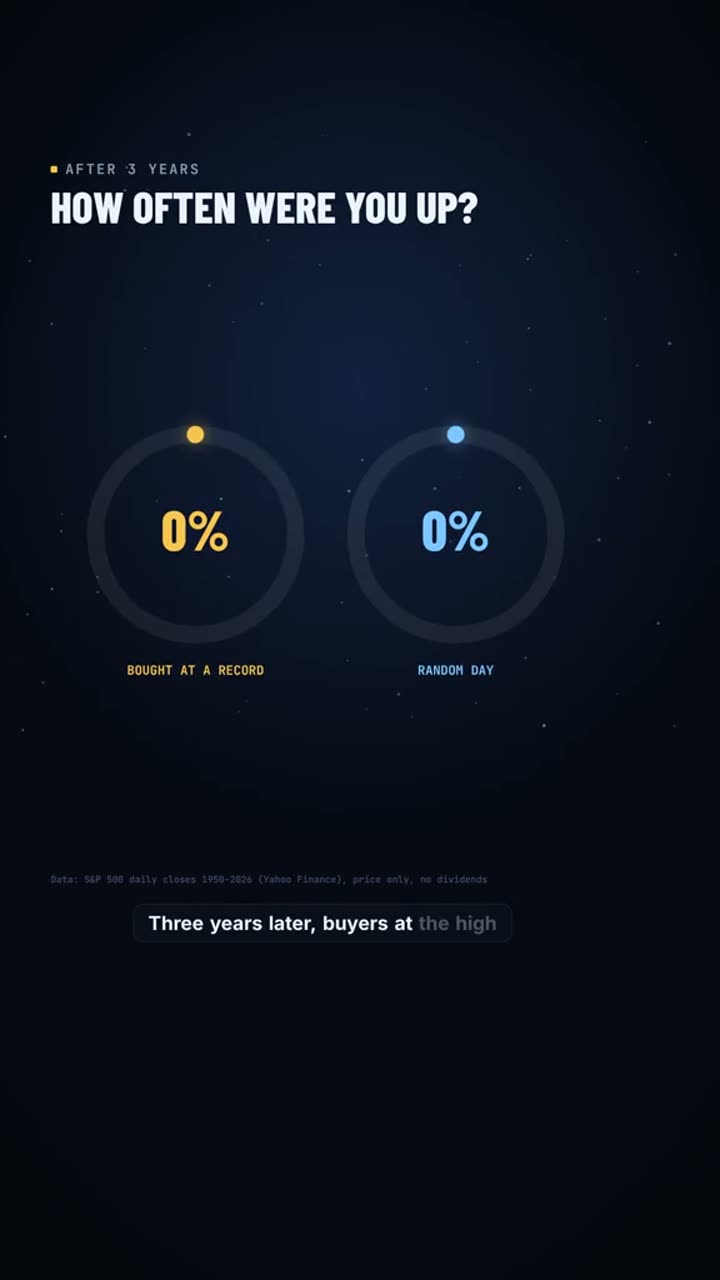 AFTER 3 YEARS
HOW OFTEN WERE YOU UP?
0%
0%
BOUGHT AT A RECORD
RANDOM DAY
Data: S&P 500 daily closes 1950–2026 (Yahoo Finance), price only, no dividends
Three years later, buyers at the high